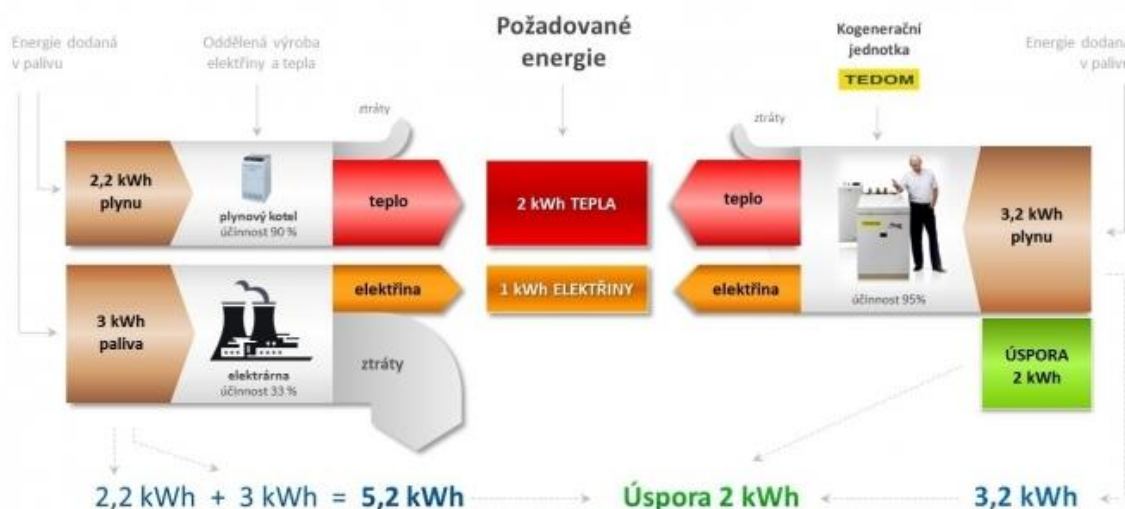 Energie dodaná
v palivu
Oddělená výroba
elektřiny a tepla
Požadované
energie
Kogenerační
jednotka
TEDOM
Energie dodaná
v palivu
ztráty
ztráty
2,2 kWh
plynu
plynový kotel
účinnost 90 %
teplo
2 kWh TEPLA
teplo
3,2 kWh
plynu
elektřina
1 kWh ELEKTŘINY
elektřina
účinnost 95%
3 kWh
paliva
elektrárna
účinnost 33 %
ztráty
ÚSPORA
2 kWh
2,2 kWh + 3 kWh = 5,2 kWh
Úspora 2 kWh
3,2 kWh